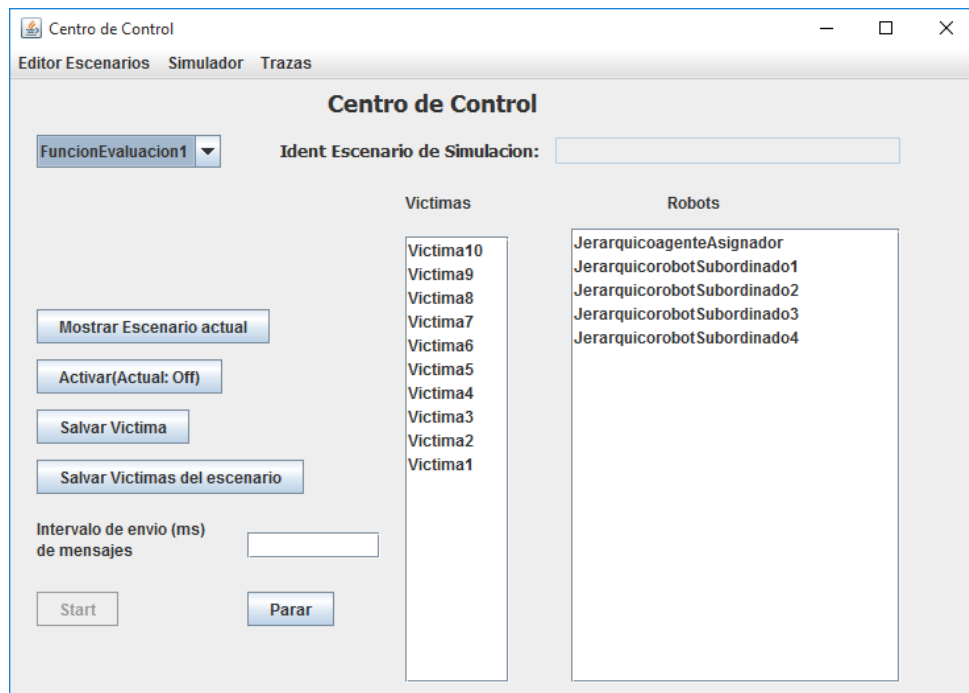 Centro de Control
Editor Escenarios Simulador Trazas
Centro de Control
FuncionEvaluacion1
Ident Escenario de Simulacion:
Victimas
Robots
Victima10
Victima9
Victima8
Victima7
Victima6
Victima5
Victima4
Victima3
Victima2
Victima1
JerarquicoagenteAsignador
JerarquicorobotSubordinado1
JerarquicorobotSubordinado2
JerarquicorobotSubordinado3
JerarquicorobotSubordinado4
Mostrar Escenario actual
Activar(Actual: Off)
Salvar Victima
Salvar Victimas del escenario
Intervalo de envio (ms)
de mensajes
Start
Parar